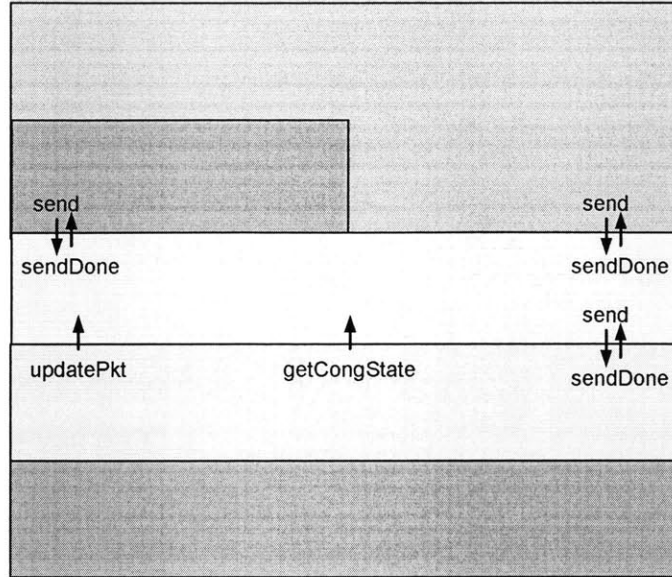 send
send
sendDone
sendDone
send
updatePkt
getCongState
sendDone